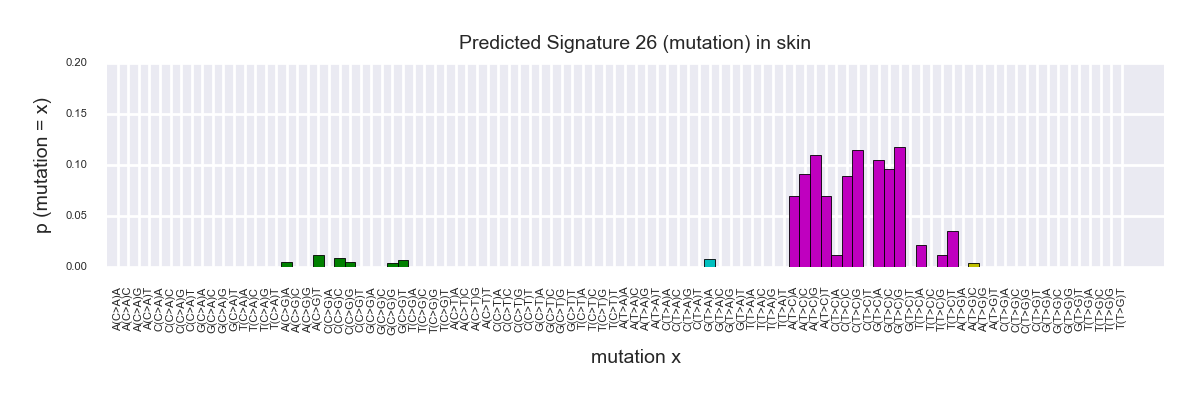 Predicted Signature 26 (mutation) in skin
p (mutation = x)
0.20
0.15
0.10
0.05
0.00
A(C>A)A
A(C>A)C
A(C>A)G
A(C>A)T
C(C>A)A
C(C>A)C
C(C>A)G
C(C>A)T
G(C>A)A
G(C>A)C
G(C>A)G
G(C>A)T
T(C>A)A
T(C>A)C
T(C>A)G
T(C>A)T
A(C>G)A
A(C>G)C
A(C>G)G
A(C>G)T
C(C>G)A
C(C>G)C
C(C>G)G
C(C>G)T
G(C>G)A
G(C>G)C
G(C>G)G
G(C>G)T
T(C>G)A
T(C>G)C
T(C>G)G
T(C>G)T
A(C>T)A
A(C>T)C
A(C>T)G
A(C>T)T
C(C>T)A
C(C>T)C
C(C>T)G
C(C>T)T
G(C>T)A
G(C>T)C
G(C>T)G
G(C>T)T
T(C>T)A
T(C>T)C
T(C>T)G
T(C>T)T
A(T>A)A
A(T>A)C
A(T>A)G
A(T>A)T
C(T>A)A
C(T>A)C
C(T>A)G
C(T>A)T
G(T>A)A
G(T>A)C
G(T>A)G
G(T>A)T
T(T>A)A
T(T>A)C
T(T>A)G
T(T>A)T
A(T>C)A
A(T>C)C
A(T>C)G
A(T>C)T
C(T>C)A
C(T>C)C
C(T>C)G
C(T>C)T
G(T>C)A
G(T>C)C
G(T>C)G
G(T>C)T
T(T>C)A
T(T>C)C
T(T>C)G
T(T>C)T
A(T>G)A
A(T>G)C
A(T>G)G
A(T>G)T
C(T>G)A
C(T>G)C
C(T>G)G
C(T>G)T
G(T>G)A
G(T>G)C
G(T>G)G
G(T>G)T
T(T>G)A
T(T>G)C
T(T>G)G
T(T>G)T
mutation x